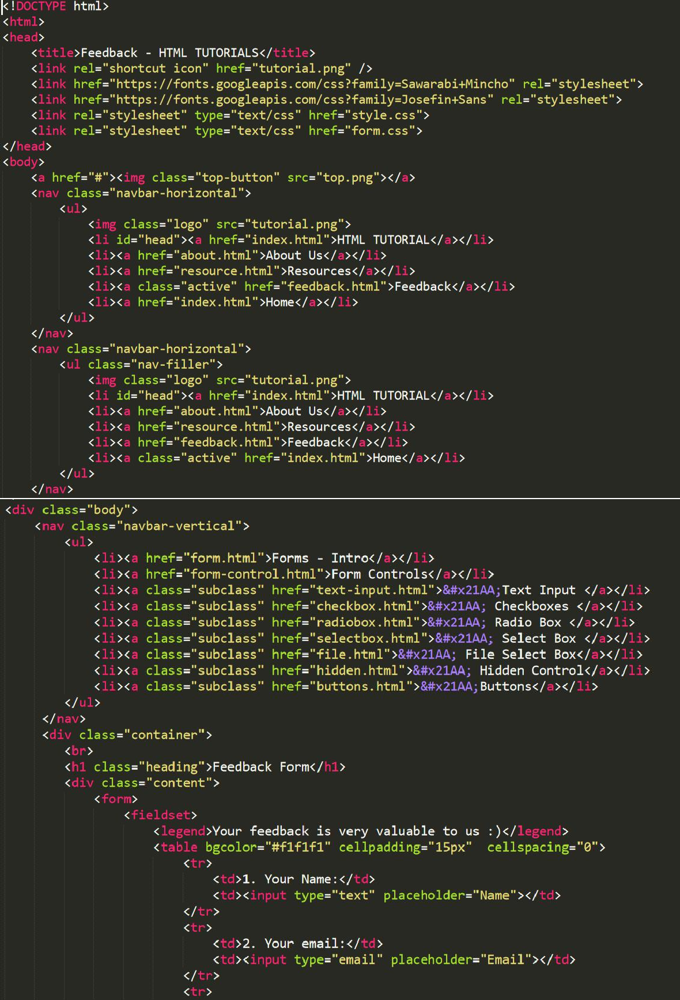 <!DOCTYPE html>
<html>
<head>
    <title>Feedback - HTML TUTORIALS</title>
    <link rel="shortcut icon" href="tutorial.png" />
    <link href="https://fonts.googleapis.com/css?family=Sawarabi+Mincho" rel="stylesheet">
    <link href="https://fonts.googleapis.com/css?family=Josefin+Sans" rel="stylesheet">
    <link rel="stylesheet" type="text/css" href="style.css">
    <link rel="stylesheet" type="text/css" href="form.css">
</head>
<body>
    <a href="#"><img class="top-button" src="top.png"></a>
    <nav class="navbar-horizontal">
        <ul>
            <img class="logo" src="tutorial.png">
            <li id="head"><a href="index.html">HTML TUTORIAL</a></li>
            <li><a href="about.html">About Us</a></li>
            <li><a href="resource.html">Resources</a></li>
            <li><a class="active" href="feedback.html">Feedback</a></li>
            <li><a href="index.html">Home</a></li>
        </ul>
    </nav>
    <nav class="navbar-horizontal">
        <ul class="nav-filler">
            <img class="logo" src="tutorial.png">
            <li id="head"><a href="index.html">HTML TUTORIAL</a></li>
            <li><a href="about.html">About Us</a></li>
            <li><a href="resource.html">Resources</a></li>
            <li><a href="feedback.html">Feedback</a></li>
            <li><a class="active" href="index.html">Home</a></li>
        </ul>
    </nav>
<div class="body">
    <nav class="navbar-vertical">
        <ul>
            <li><a href="form.html">Forms - Intro</a></li>
            <li><a href="form-control.html">Form Controls</a></li>
            <li><a class="subclass" href="text-input.html">&#x21AA;Text Input </a></li>
            <li><a class="subclass" href="checkbox.html">&#x21AA; Checkboxes </a></li>
            <li><a class="subclass" href="radiobox.html">&#x21AA; Radio Box </a></li>
            <li><a class="subclass" href="selectbox.html">&#x21AA; Select Box </a></li>
            <li><a class="subclass" href="file.html">&#x21AA; File Select Box</a></li>
            <li><a class="subclass" href="hidden.html">&#x21AA; Hidden Control</a></li>
            <li><a class="subclass" href="buttons.html">&#x21AA;Buttons</a></li>
        </ul>
     </nav>
     <div class="container">
        <br>
        <h1 class="heading">Feedback Form</h1>
        <div class="content">
            <form>
                <fieldset>
                    <legend>Your feedback is very valuable to us :)</legend>
                    <table bgcolor="#f1f1f1" cellpadding="15px"  cellspacing="0">
                        <tr>
                            <td>1. Your Name:</td>
                            <td><input type="text" placeholder="Name"></td>
                        </tr>
                        <tr>
                            <td>2. Your email:</td>
                            <td><input type="email" placeholder="Email"></td>
                        </tr>
                        <tr>